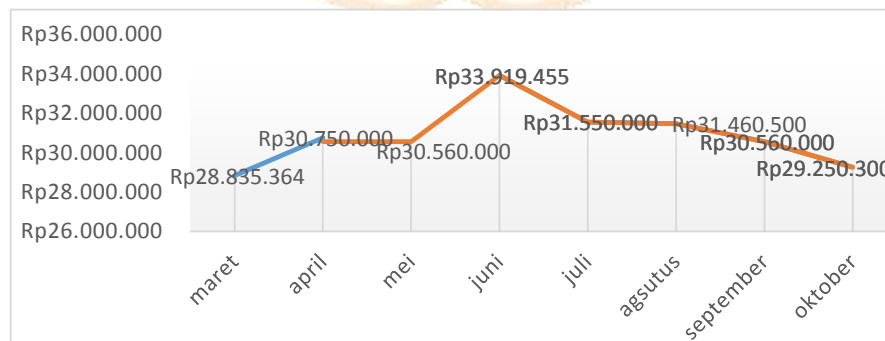 Rp36.000.000
Rp34.000.000
Rp32.000.000
Rp30.000.000
Rp28.000.000
Rp26.000.000
Rp28.835.364
Rp30.750.000
Rp30.560.000
Rp33.919.455
Rp31.550.000
Rp31.460.500
Rp30.560.000
Rp29.250.300
maret
april
mei
juni
juli
agsutus
september
oktober